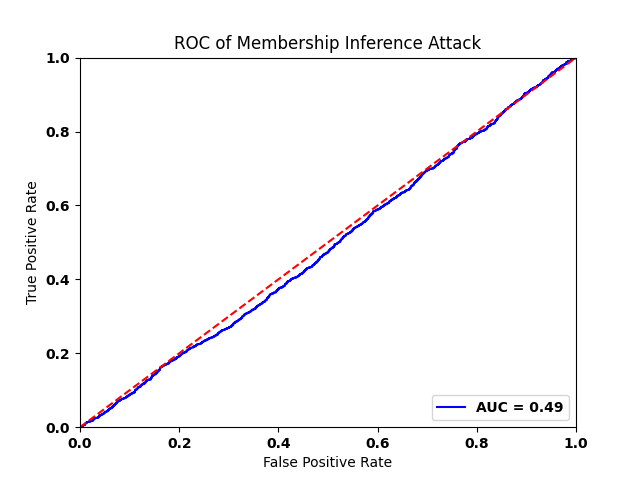 ROC of Membership Inference Attack
1.0
0.8
0.6
0.4
0.2
0.0
True Positive Rate
AUC = 0.49
0.0 0.2 0.4 0.6 0.8 1.0
False Positive Rate